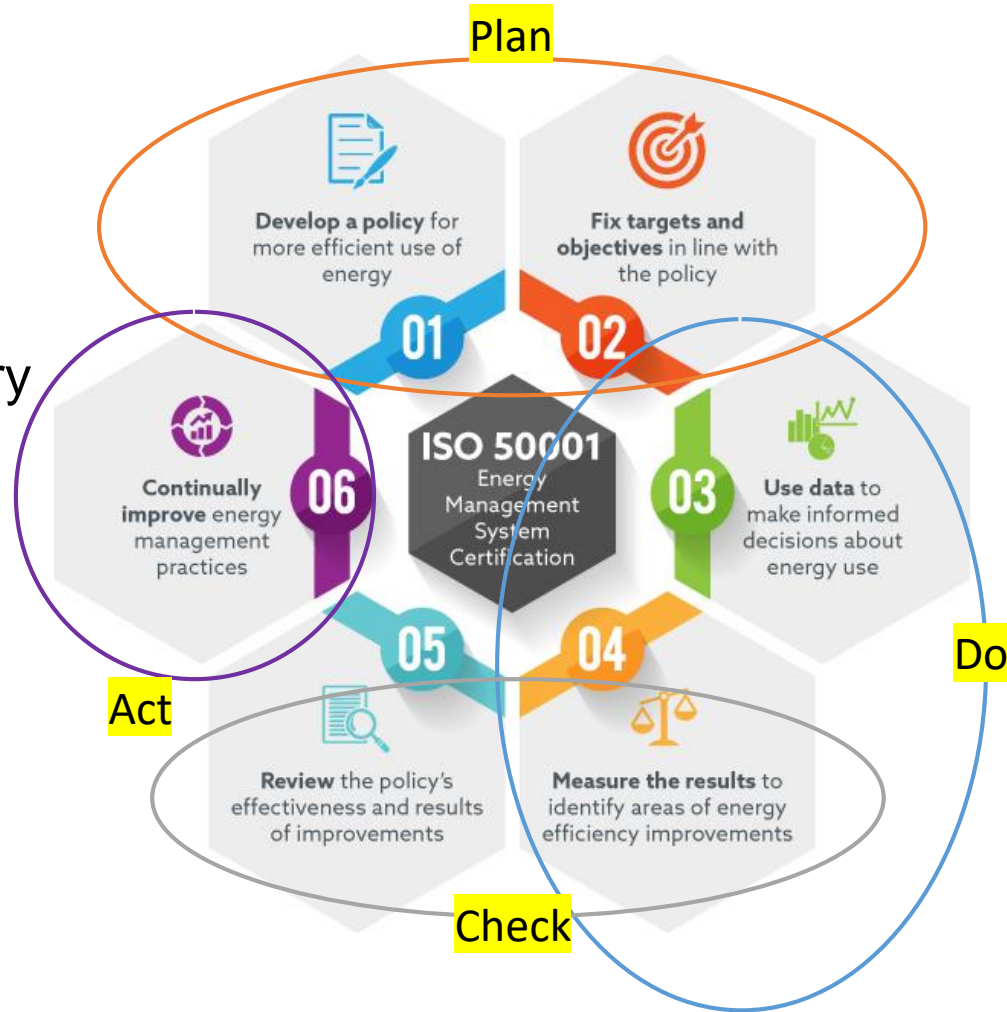 Plan
Develop a policy for
more efficient use of
energy
01
Fix targets and
objectives in line with
the policy
02
ry
Continually
improve energy
management
practices
06
ISO 50001
Energy
Management
System
Certification
03
Use data to
make informed
decisions about
energy use
05
04
Do
Act
Review the policy's
effectiveness and results
of improvements
Measure the results to
identify areas of energy
efficiency improvements
Check